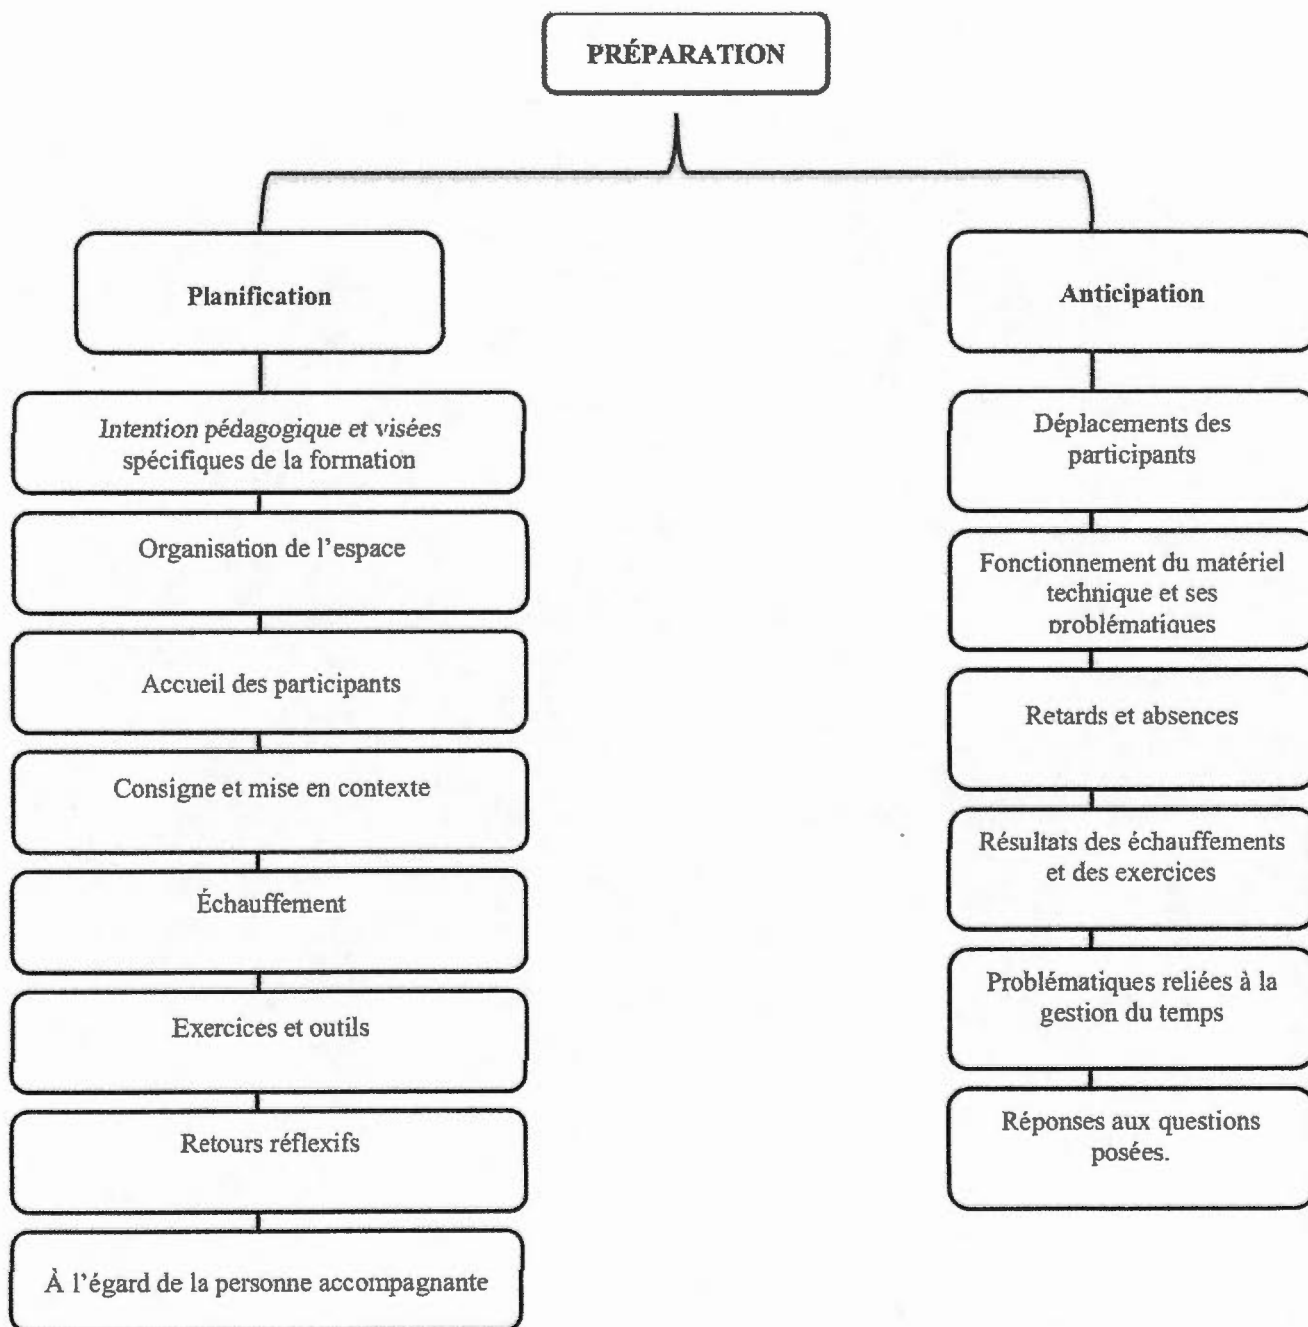 PRÉPARATION
Planification
Intention pédagogique et visées
spécifiques de la formation
Organisation de l'espace
Accueil des participants
Consigne et mise en contexte
Échauffement
Exercices et outils
Retours réflexifs
À l'égard de la personne accompagnante
Anticipation
Déplacements des
participants
Fonctionnement du matériel
technique et ses
problématiques
Retards et absences
Résultats des échauffements
et des exercices
Problématiques reliées à la
gestion du temps
Réponses aux questions
posées.